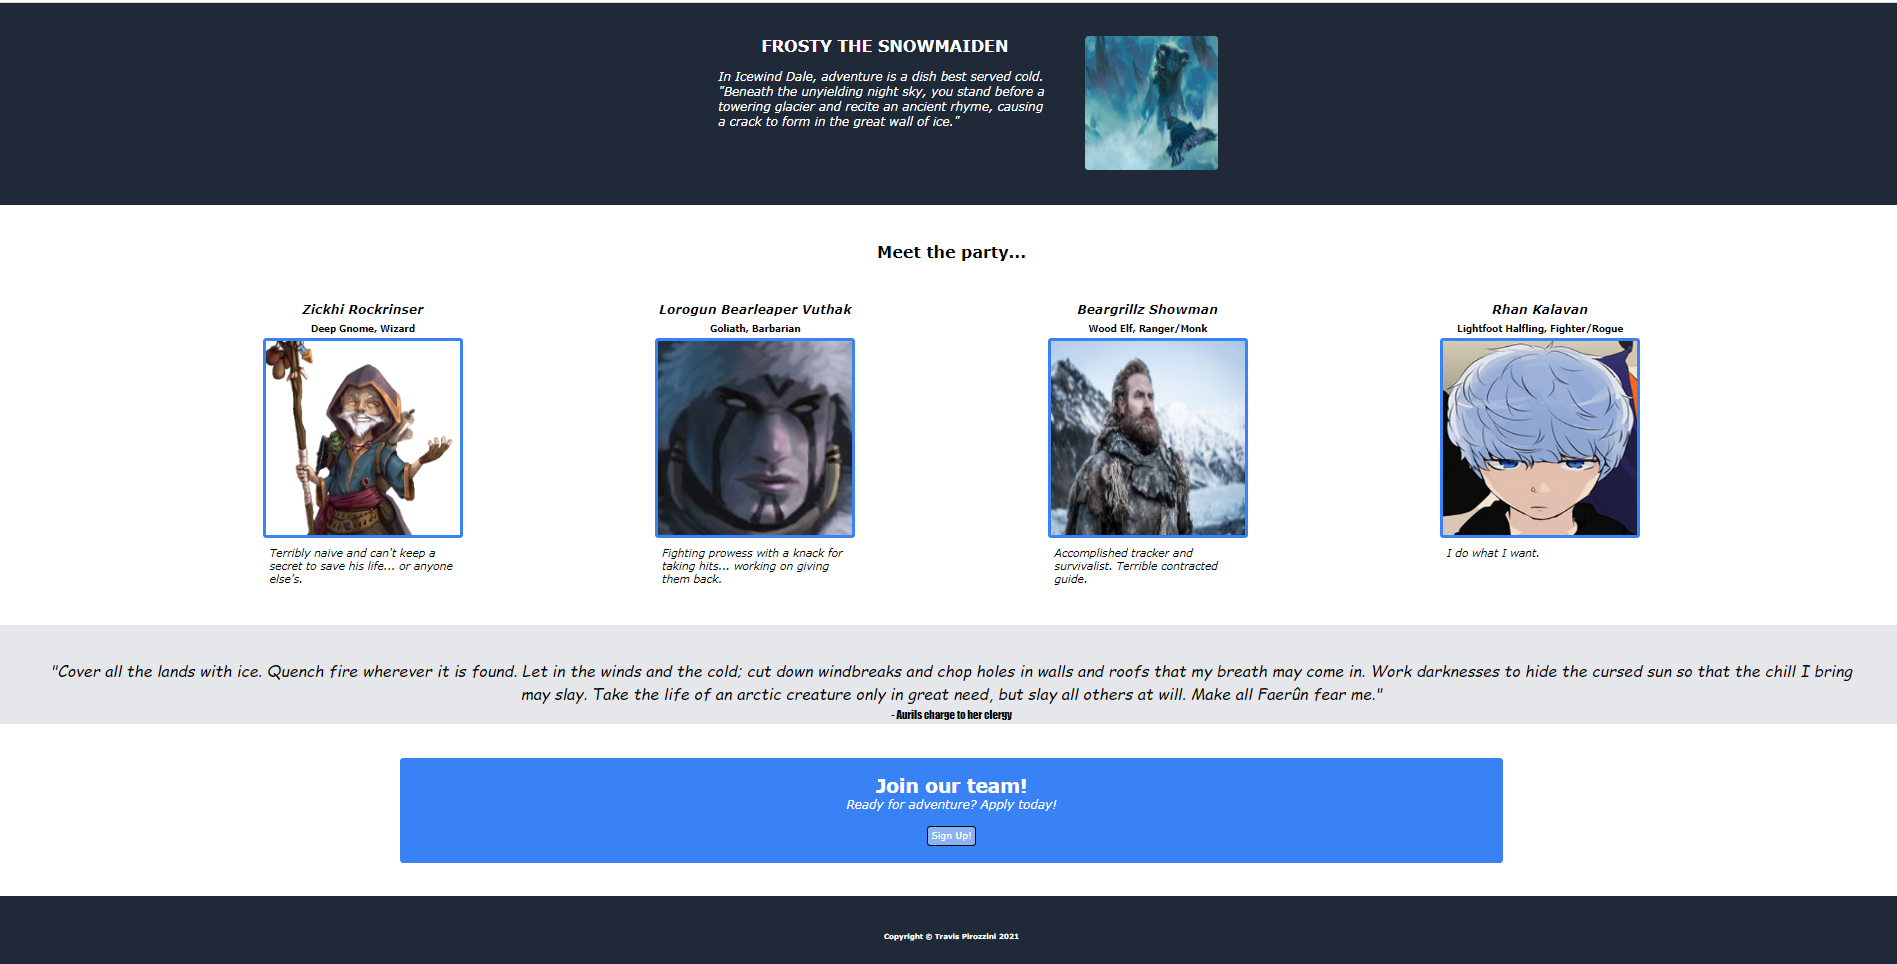 FROSTY THE SNOWMAIDEN
In Icewind Dale, adventure is a dish best served cold.
"Beneath the unyielding night sky, you stand before a
towering glacier and recite an ancient rhyme, causing
a crack to form in the great wall of ice."
Meet the party...
Zickhi Rockrinser
Deep Gnome, Wizard
Terribly naive and can't keep a
secret to save his life... or anyone
else's.
Lorogun Bearleaper Vuthak
Goliath, Barbarian
Fighting prowess with a knack for
taking hits... working on giving
them back.
Beargrillz Showman
Wood Elf, Ranger/Monk
Accomplished tracker and
survivalist. Terrible contracted
guide.
Rhan Kalavan
Lightfoot Halfling, Fighter/Rogue
I do what I want.
"Cover all the lands with ice. Quench fire wherever it is found. Let in the winds and the cold; cut down windbreaks and chop holes in walls and roofs that my breath may come in. Work darknesses to hide the cursed sun so that the chill I bring
may slay. Take the life of an arctic creature only in great need, but slay all others at will. Make all Faerûn fear me."
- Aurils charge to her clergy
Join our team!
Ready for adventure? Apply today!
Sign Up!
Copyright © Travis Pirozzini 2021